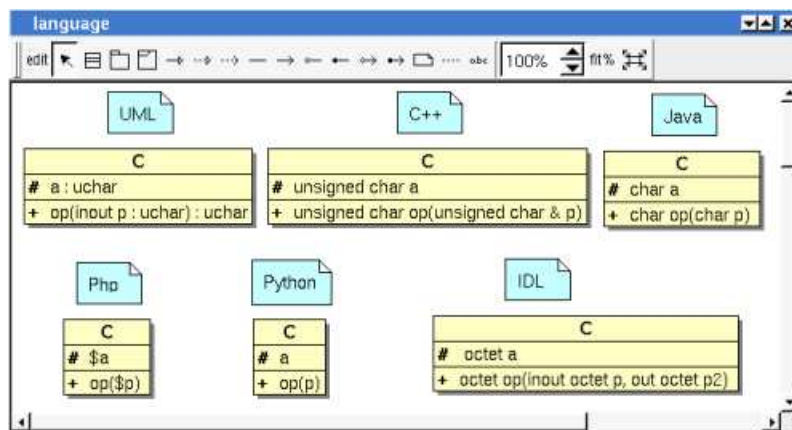 language
edit abc 100% fit%
UML C++ Java
C C C
# a : uchar # unsigned char a # char a
+ op(inout p : uchar) : uchar + unsigned char op(unsigned char & p) + char op(char p)
Php Python IDL
C C C
# $a # a # octet a
+ op($p) + op(p) + octet op(inout octet p, out octet p2)